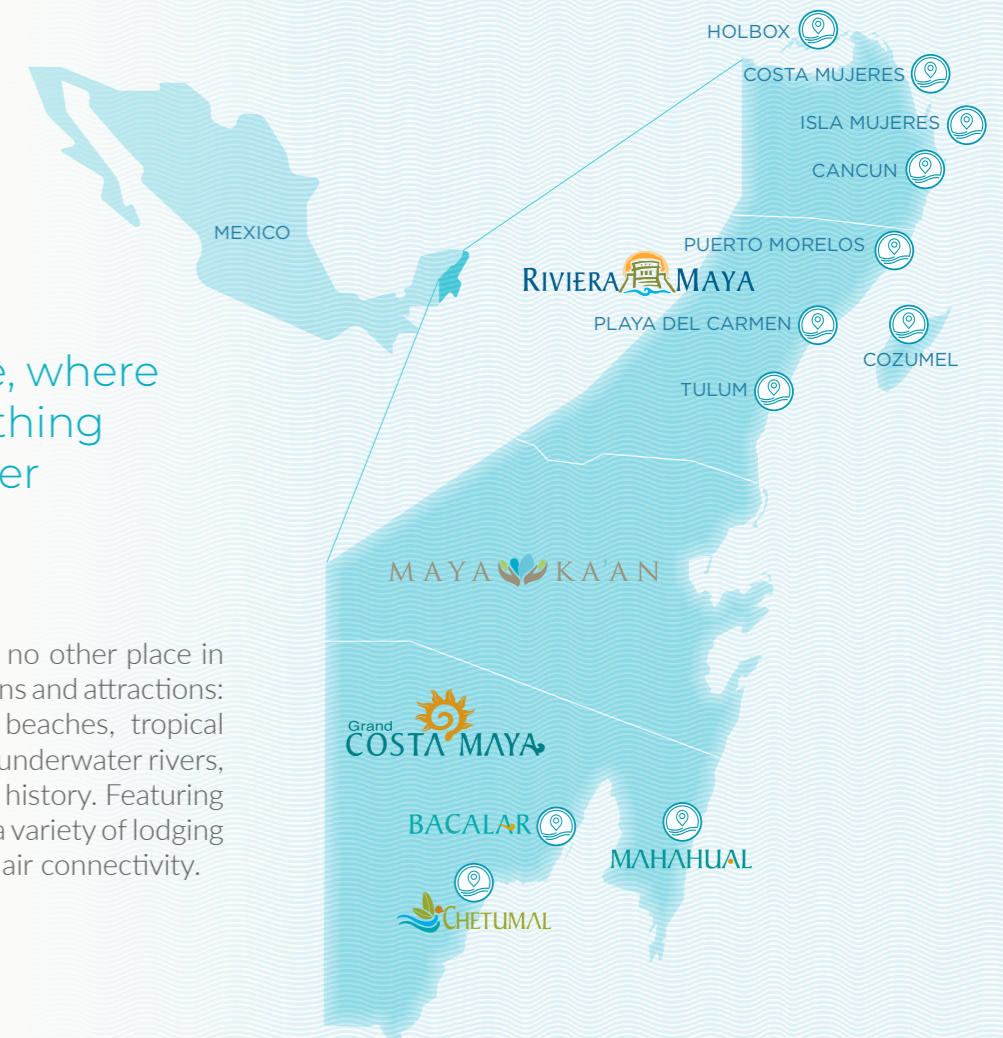 HOLBOX
COSTA MUJERES
ISLA MUJERES
CANCUN
MEXICO
PUERTO MORELOS
RIVIERA MAYA
PLAYA DEL CARMEN
COZUMEL
TULUM
, where
thing
er
MAYA KA'AN
no other place in
ns and attractions:
beaches, tropical
underwater rivers,
history. Featuring
a variety of lodging
air connectivity.
Grand
COSTA MAYA
BACALAR
MAHAHUAL
CHETUMAL